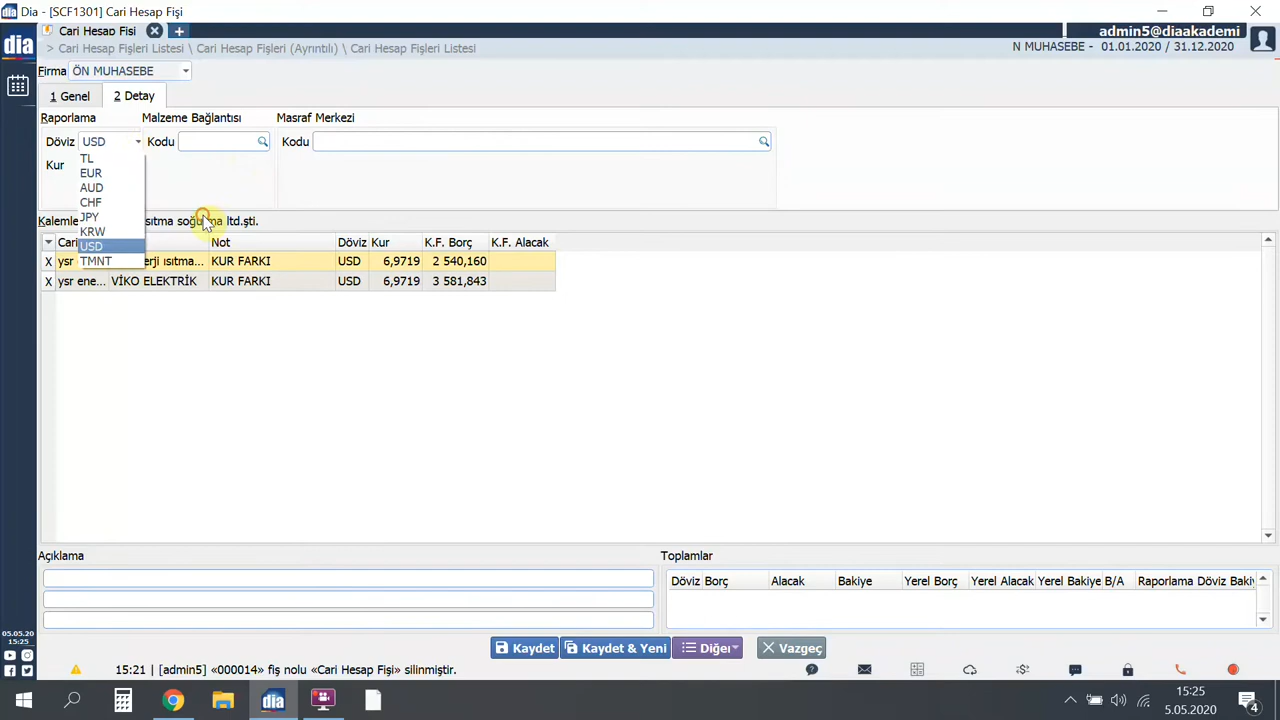 dia Dia - [SCF1301] Cari Hesap Fişi
Cari Hesap Fisi
admin5@diaakademi
dia
> Cari Hesap Fişleri Listesi \ Cari Hesap Fişleri (Ayrıntılı) \ Cari Hesap Fişleri Listesi
N MUHASEBE - 01.01.2020 / 31.12.2020
Firma ÖN MUHASEBE
1 Genel 2 Detay
Raporlama Malzeme Bağlantısı Masraf Merkezi
Döviz USD Kodu Kodu
TL
Kur
EUR
AUD
CHF
JPY
KRW
USD
TMNT
Kalemle ısıtma soğutma ltd.şti.
Cari Not Döviz Kur K.F. Borç K.F. Alacak
X ysr erji ısıtma... KUR FARKI USD 6,9719 2 540,160
X ysr ene... VİKO ELEKTRİK KUR FARKI USD 6,9719 3 581,843
Açıklama Toplamlar
Döviz Borç Alacak Bakiye Yerel Borç Yerel Alacak Yerel Bakiye B/A Raporlama Döviz Baki
05.05.20
15:25
Kaydet Kaydet & Yeni Diğer Vazgeç
15:21 | [admin5] «000014» fiş nolu «Cari Hesap Fişi» silinmiştir.
dia
15:25
5.05.2020
4